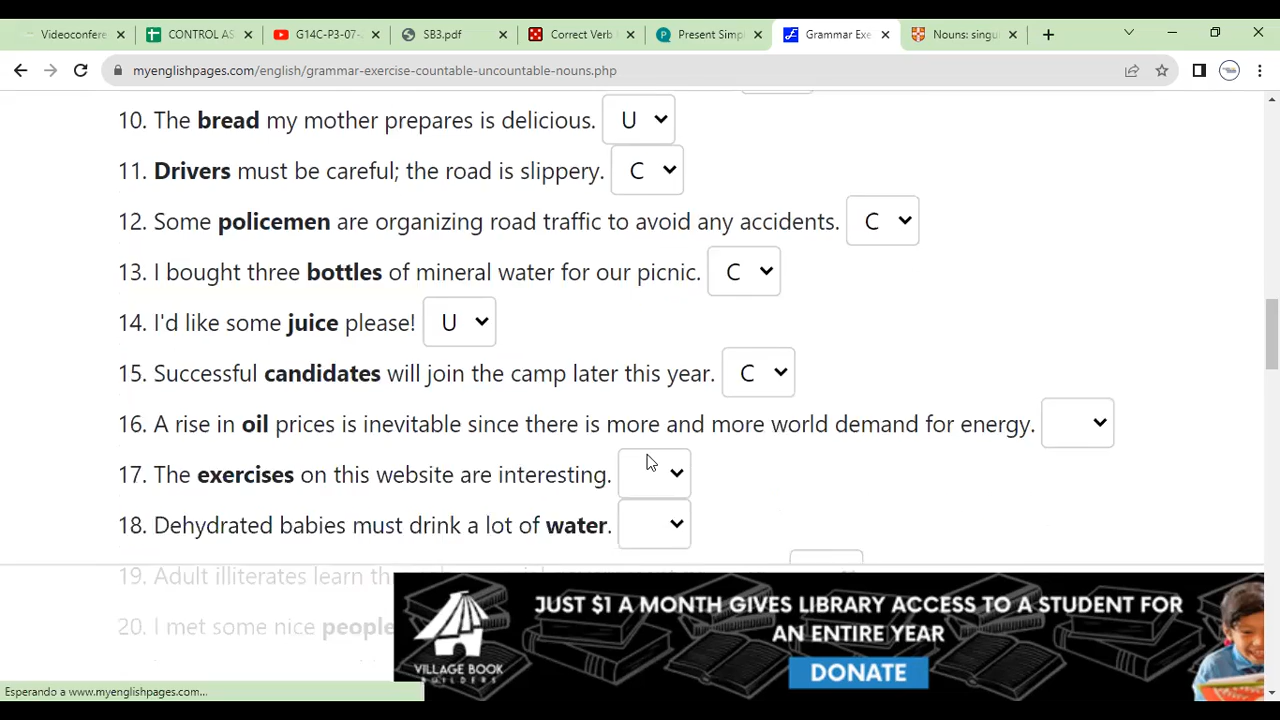 Videoconfere
CONTROL AS
G14C-P3-07-
SB3.pdf
Correct Verb
Present Simpl
Grammar Exe
Nouns: singu
myenglishpages.com/english/grammar-exercise-countable-uncountable-nouns.php
10. The bread my mother prepares is delicious. U
11. Drivers must be careful; the road is slippery. C
12. Some policemen are organizing road traffic to avoid any accidents. C
13. I bought three bottles of mineral water for our picnic. C
14. I'd like some juice please! U
15. Successful candidates will join the camp later this year. C
16. A rise in oil prices is inevitable since there is more and more world demand for energy.
17. The exercises on this website are interesting.
18. Dehydrated babies must drink a lot of water.
19. Adult illiterates learn
20. I met some nice people
JUST $1 A MONTH GIVES LIBRARY ACCESS TO A STUDENT FOR
AN ENTIRE YEAR
VILLAGE BOOK
BUILDERS
DONATE
Esperando a www.myenglishpages.com...